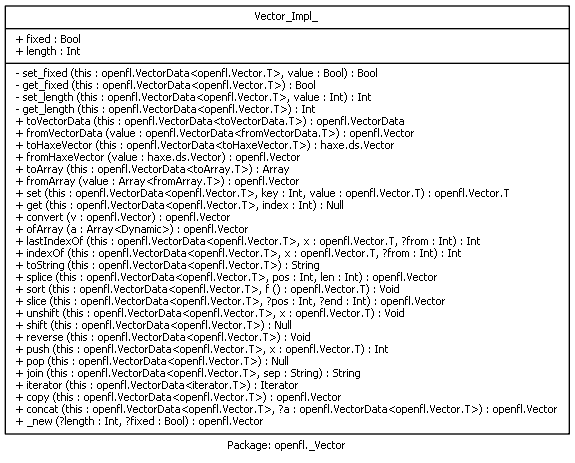 Vector_Impl_
+ fixed : Bool
+ length : Int
- set_fixed (this : openfl.VectorData<openfl.Vector.T>, value : Bool) : Bool
- get_fixed (this : openfl.VectorData<openfl.Vector.T>) : Bool
- set_length (this : openfl.VectorData<openfl.Vector.T>, value : Int) : Int
- get_length (this : openfl.VectorData<openfl.Vector.T>) : Int
+ toVectorData (this : openfl.VectorData<toVectorData.T>) : openfl.VectorData
+ fromVectorData (value : openfl.VectorData<fromVectorData.T>) : openfl.Vector
+ toHaxeVector (this : openfl.VectorData<toHaxeVector.T>) : haxe.ds.Vector
+ fromHaxeVector (value : haxe.ds.Vector) : openfl.Vector
+ toArray (this : openfl.VectorData<toArray.T>) : Array
+ fromArray (value : Array<fromArray.T>) : openfl.Vector
+ set (this : openfl.VectorData<openfl.Vector.T>, key : Int, value : openfl.Vector.T) : openfl.Vector.T
+ get (this : openfl.VectorData<openfl.Vector.T>, index : Int) : Null
+ convert (v : openfl.Vector) : openfl.Vector
+ ofArray (a : Array<Dynamic>) : openfl.Vector
+ lastIndexOf (this : openfl.VectorData<openfl.Vector.T>, x : openfl.Vector.T, ?from : Int) : Int
+ indexOf (this : openfl.VectorData<openfl.Vector.T>, x : openfl.Vector.T, ?from : Int) : Int
+ toString (this : openfl.VectorData<openfl.Vector.T>) : String
+ splice (this : openfl.VectorData<openfl.Vector.T>, pos : Int, len : Int) : openfl.Vector
+ sort (this : openfl.VectorData<openfl.Vector.T>, f () : openfl.Vector.T) : Void
+ slice (this : openfl.VectorData<openfl.Vector.T>, ?pos : Int, ?end : Int) : openfl.Vector
+ unshift (this : openfl.VectorData<openfl.Vector.T>, x : openfl.Vector.T) : Void
+ shift (this : openfl.VectorData<openfl.Vector.T>) : Null
+ reverse (this : openfl.VectorData<openfl.Vector.T>) : Void
+ push (this : openfl.VectorData<openfl.Vector.T>, x : openfl.Vector.T) : Int
+ pop (this : openfl.VectorData<openfl.Vector.T>) : Null
+ join (this : openfl.VectorData<openfl.Vector.T>, sep : String) : String
+ iterator (this : openfl.VectorData<iterator.T>) : Iterator
+ copy (this : openfl.VectorData<openfl.Vector.T>) : openfl.Vector
+ concat (this : openfl.VectorData<openfl.Vector.T>, ?a : openfl.VectorData<openfl.Vector.T>) : openfl.Vector
+ _new (?length : Int, ?fixed : Bool) : openfl.Vector
Package: openfl._Vector